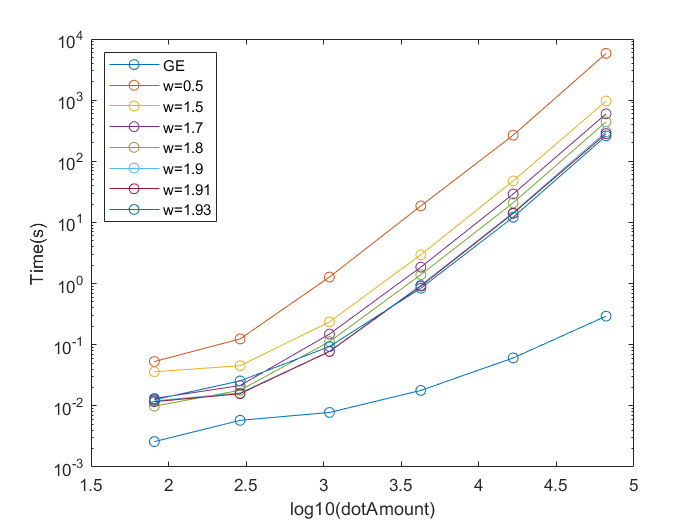 10^4
10^3
10^2
10^1
10^0
10^-1
10^-2
10^-3
Time(s)
GE
w=0.5
w=1.5
w=1.7
w=1.8
w=1.9
w=1.91
w=1.93
1.5 2 2.5 3 3.5 4 4.5 5
log10(dotAmount)